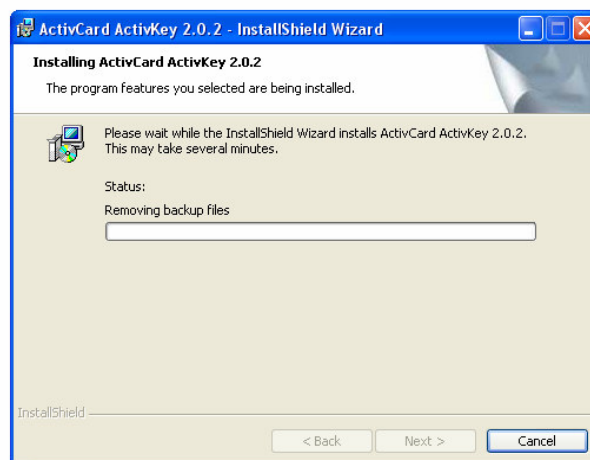 ActivCard ActivKey 2.0.2 - InstallShield Wizard
Installing ActivCard ActivKey 2.0.2
The program features you selected are being installed.
Please wait while the InstallShield Wizard installs ActivCard ActivKey 2.0.2.
This may take several minutes.
Status:
Removing backup files
InstallShield
< Back
Next >
Cancel